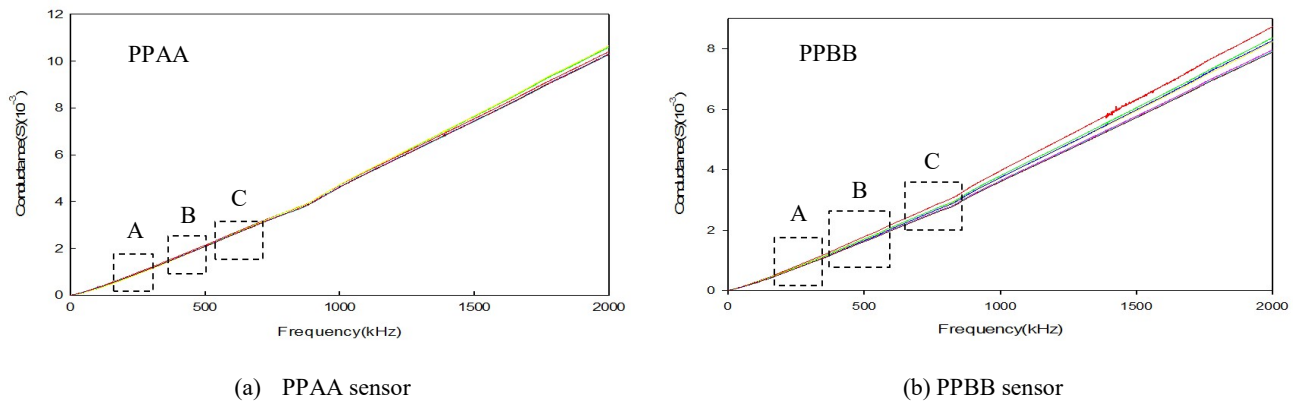 12
10
8
6
4
2
0
Conductance(S)(10-3)
PPAA
A
B
C
0
500
1000
1500
2000
Frequency(kHz)
8
6
4
2
0
Conductance(S)(10-3)
PPBB
A
B
C
0
500
1000
1500
2000
Frequency(kHz)
(a) PPAA sensor
(b) PPBB sensor